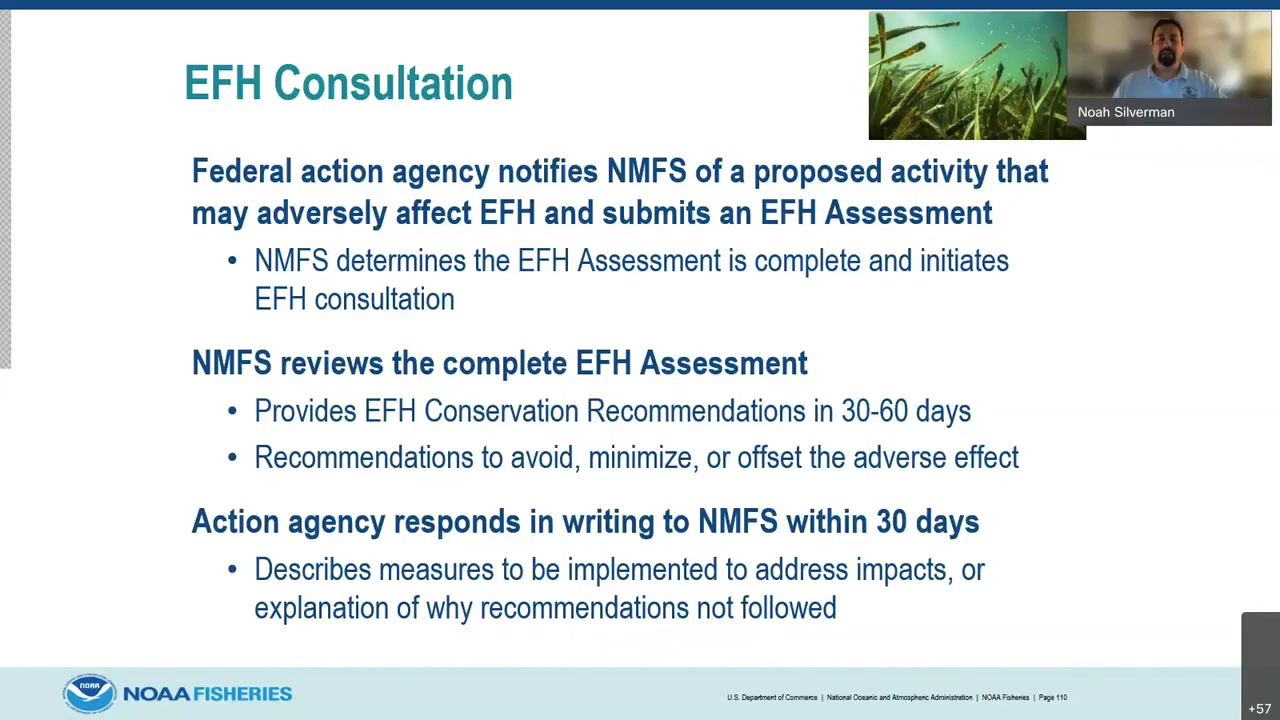 EFH Consultation
Noah Silverman
Federal action agency notifies NMFS of a proposed activity that
may adversely affect EFH and submits an EFH Assessment
• NMFS determines the EFH Assessment is complete and initiates
EFH consultation
NMFS reviews the complete EFH Assessment
• Provides EFH Conservation Recommendations in 30-60 days
• Recommendations to avoid, minimize, or offset the adverse effect
Action agency responds in writing to NMFS within 30 days
• Describes measures to be implemented to address impacts, or
explanation of why recommendations not followed
NOAA
NOAA FISHERIES
U.S. Department of Commerce | National Oceanic and Atmospheric Administration | NOAA Fisheries | Page 110
+57